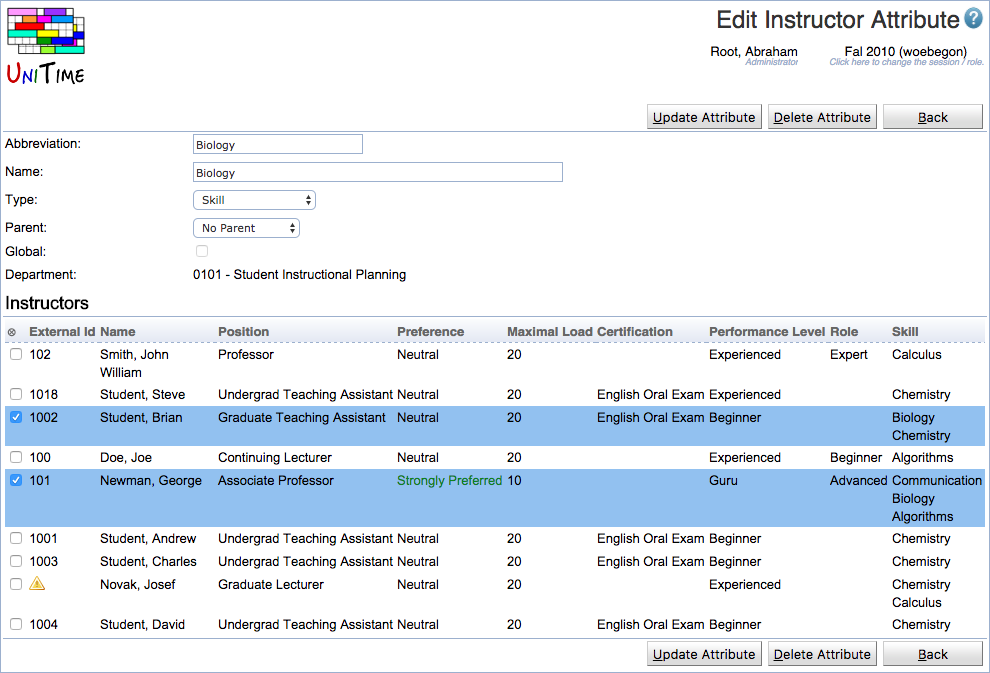 Edit Instructor Attribute ?
UNITIME
Root, Abraham Fal 2010 (woebegon)
Administrator Click here to change the session / role.
Update Attribute Delete Attribute Back
Abbreviation: Biology
Name: Biology
Type: Skill
Parent: No Parent
Global:
Department: 0101 - Student Instructional Planning
Instructors
External Id Name Position Preference Maximal Load Certification Performance Level Role Skill
102 Smith, John Professor Neutral 20 Experienced Expert Calculus
William
1018 Student, Steve Undergrad Teaching Assistant Neutral 20 English Oral Exam Experienced Chemistry
1002 Student, Brian Graduate Teaching Assistant Neutral 20 English Oral Exam Beginner Biology
Chemistry
100 Doe, Joe Continuing Lecturer Neutral 20 Experienced Beginner Algorithms
101 Newman, George Associate Professor Strongly Preferred 10 Guru Advanced Communication
Biology
Algorithms
1001 Student, Andrew Undergrad Teaching Assistant Neutral 20 English Oral Exam Beginner Chemistry
1003 Student, Charles Undergrad Teaching Assistant Neutral 20 English Oral Exam Beginner Chemistry
Novak, Josef Graduate Lecturer Neutral 20 Experienced Chemistry
Calculus
1004 Student, David Undergrad Teaching Assistant Neutral 20 English Oral Exam Beginner Chemistry
Update Attribute Delete Attribute Back